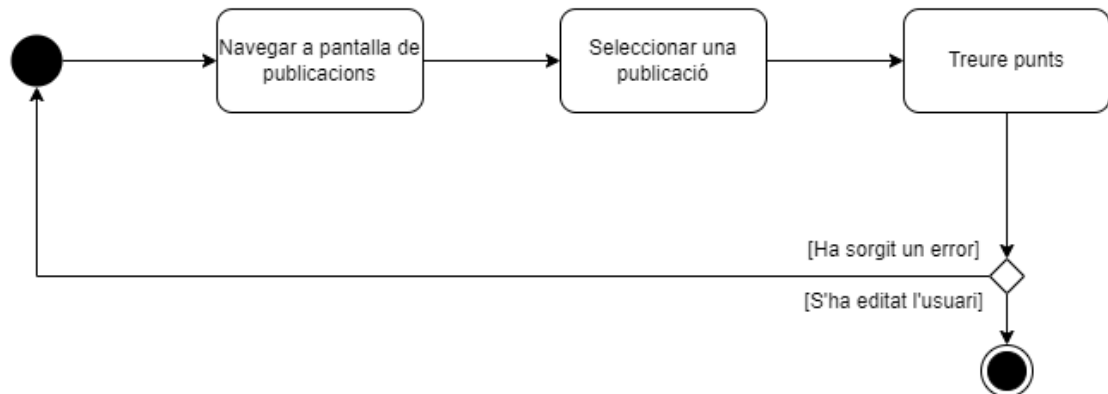 Navegar a pantalla de
publicacions
Seleccionar una
publicació
Treure punts
[Ha sorgit un error]
[S'ha editat l'usuari]